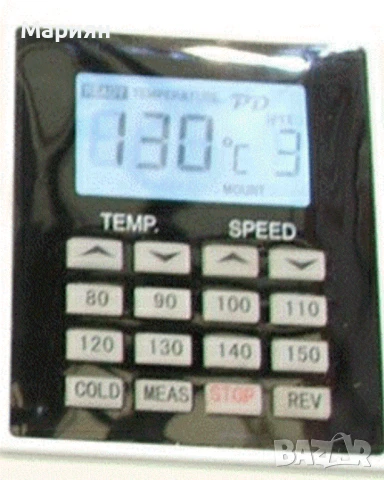 Мариян
READY TEMPERATURE
130 °C 3
MOUNT
TEMP. SPEED
80 90 100 110
120 130 140 150
COLD MEAS STOP REV
BAZAR